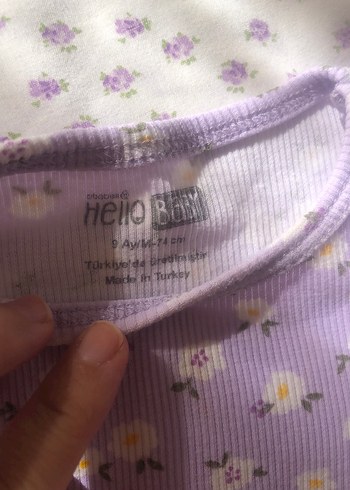 Hello Baby
9 Ay/M-74 cm
Türkiye'de üretilmiştir
Made in Turkey